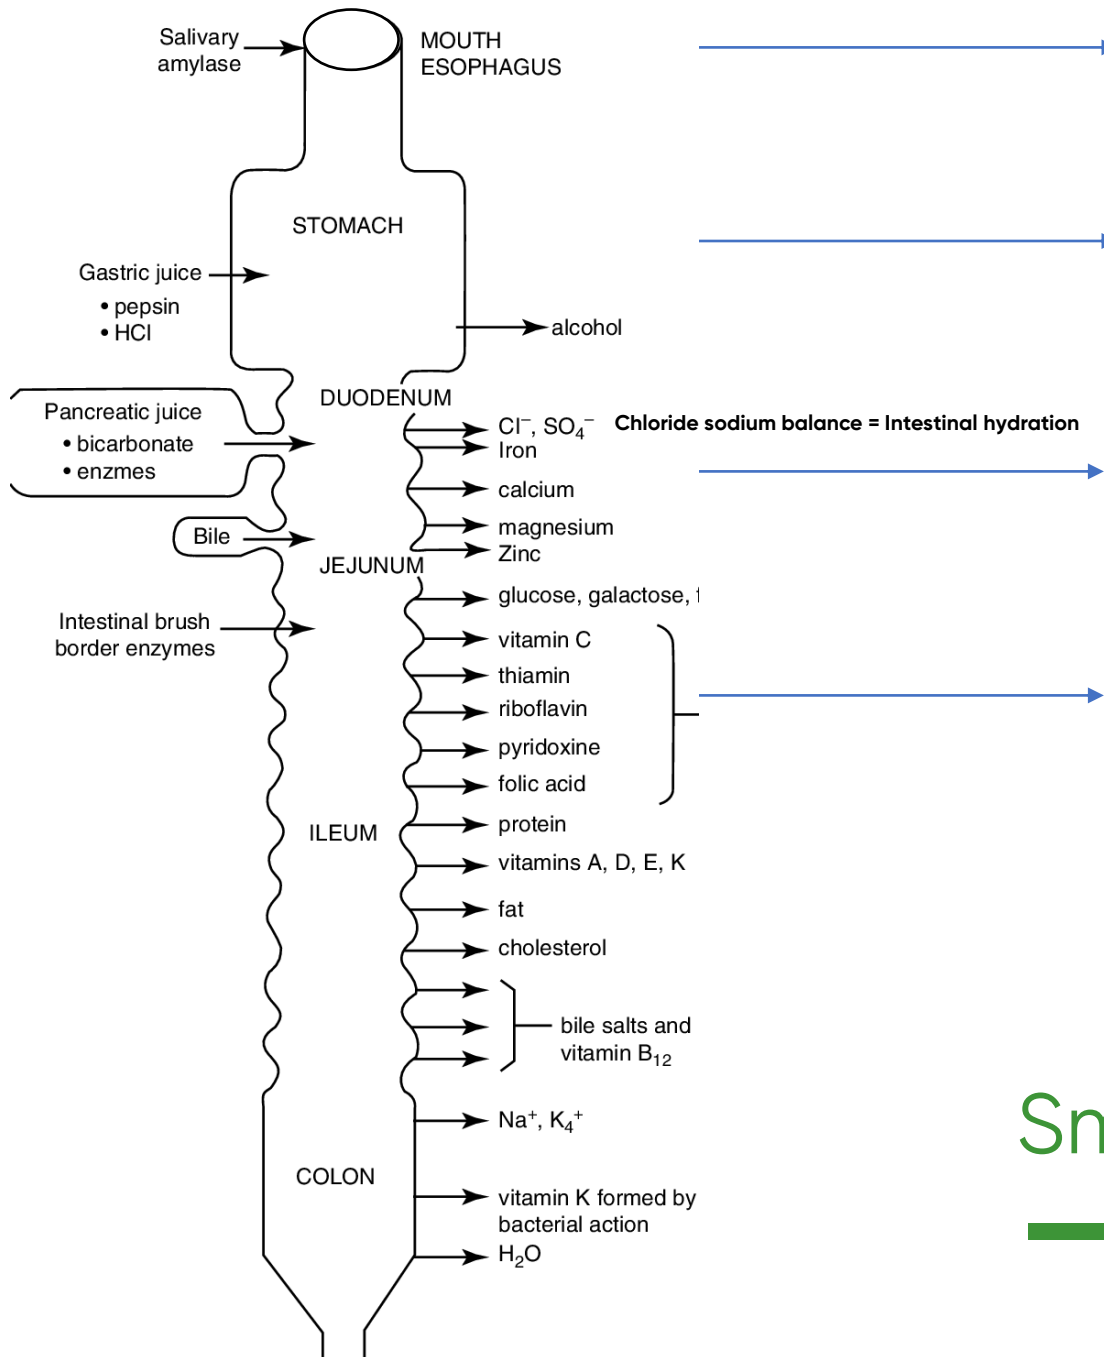 Salivary
amylase
MOUTH
ESOPHAGUS
STOMACH
Gastric juice
• pepsin
• HCl
alcohol
DUODENUM
Pancreatic juice
• bicarbonate
• enzmes
Cl⁻, SO₄⁻
Chloride sodium balance = Intestinal hydration
Iron
calcium
magnesium
Zinc
Bile
JEJUNUM
glucose, galactose,
Intestinal brush
border enzymes
vitamin C
thiamin
riboflavin
pyridoxine
folic acid
ILEUM
protein
vitamins A, D, E, K
fat
cholesterol
bile salts and
vitamin B₁₂
Na⁺, K₄⁺
COLON
vitamin K formed by
bacterial action
H₂O